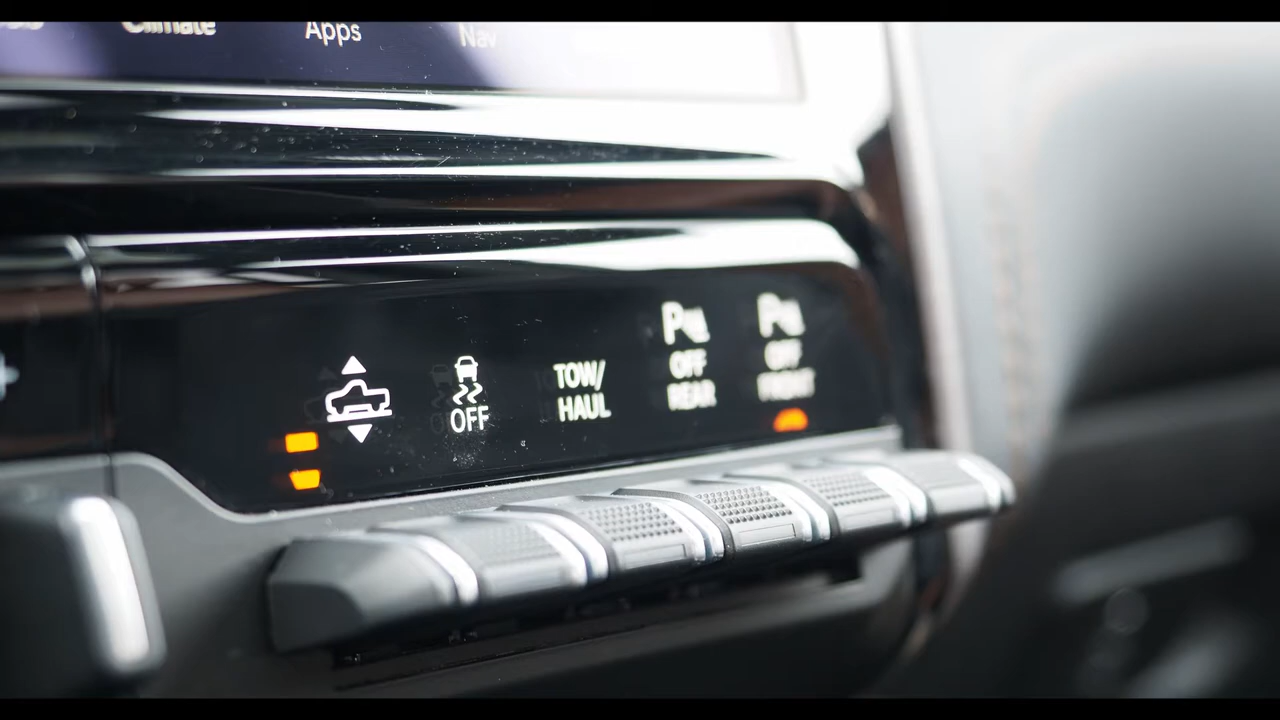 Climate
Apps
Nav
OFF
TOW/
HAUL
P
OFF
REAR
P
OFF
FRONT